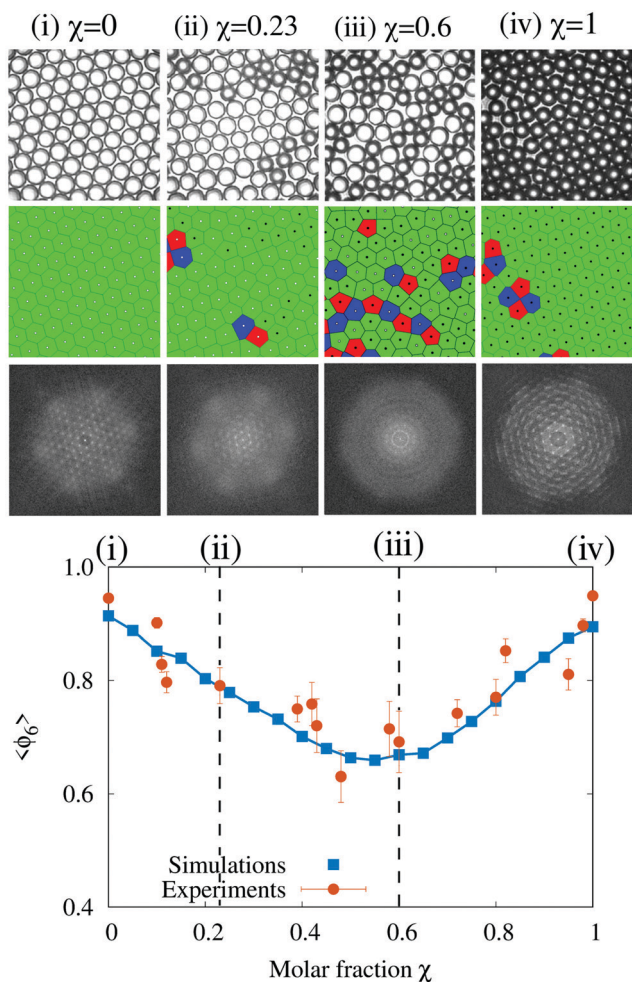 (i) χ=0 (ii) χ=0.23 (iii) χ=0.6 (iv) χ=1
(i) (ii) (iii) (iv)
1.0
0.8
0.6
0.4
<ϕ₆>
Simulations
Experiments
0 0.2 0.4 0.6 0.8 1
Molar fraction χ